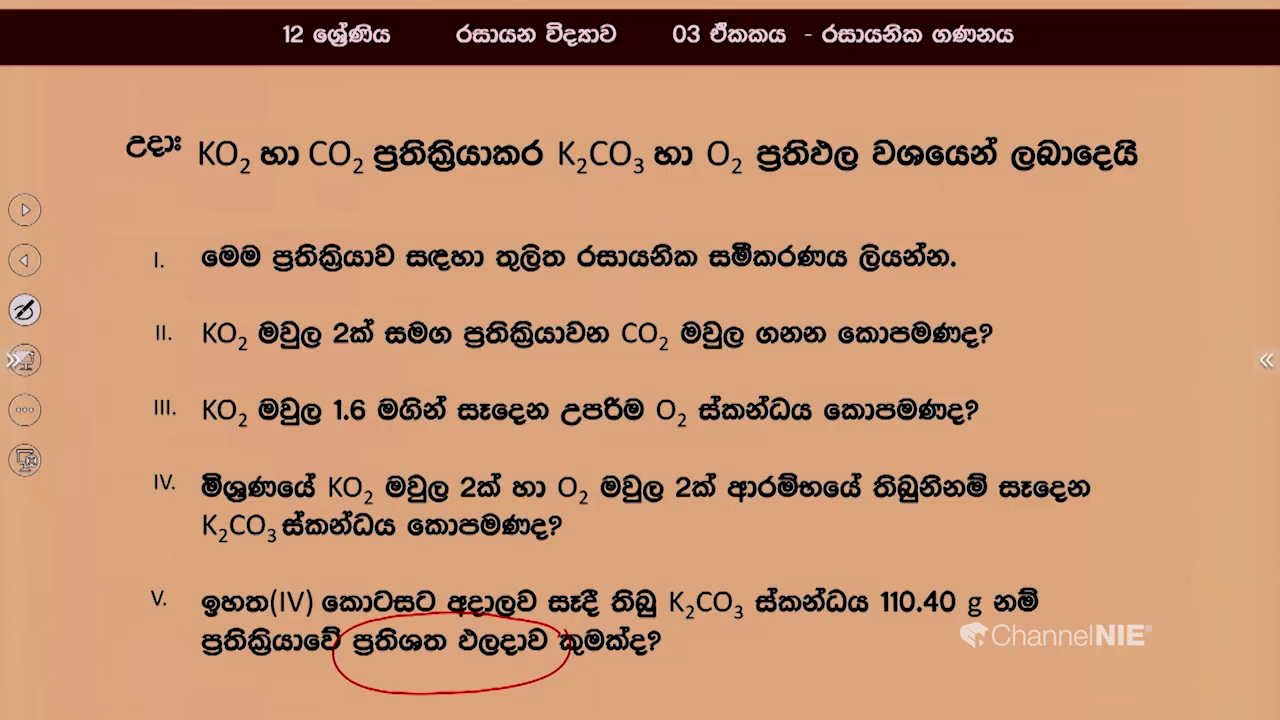 12 ශ්‍රේණිය රසායන විද්‍යාව 03 ඒකකය - රසායනික ගණනය
උදා: KO₂ හා CO₂ ප්‍රතික්‍රියාකර K₂CO₃ හා O₂ ප්‍රතිඵල වශයෙන් ලබාදෙයි
I. මෙම ප්‍රතික්‍රියාව සඳහා තුලිත රසායනික සමීකරණය ලියන්න.
II. KO₂ මවුල 2ක් සමග ප්‍රතික්‍රියාවන CO₂ මවුල ගනන කොපමණද?
III. KO₂ මවුල 1.6 මගින් සෑදෙන උපරිම O₂ ස්කන්ධය කොපමණද?
IV. මිශ්‍රණයේ KO₂ මවුල 2ක් හා O₂ මවුල 2ක් ආරම්භයේ තිබුනිනම් සෑදෙන
K₂CO₃ ස්කන්ධය කොපමණද?
V. ඉහත(IV) කොටසට අදාලව සෑදී තිබු K₂CO₃ ස්කන්ධය 110.40 g නම්
ප්‍රතික්‍රියාවේ ප්‍රතිශත ඵලදාව කුමක්ද?
ChannelNIE®